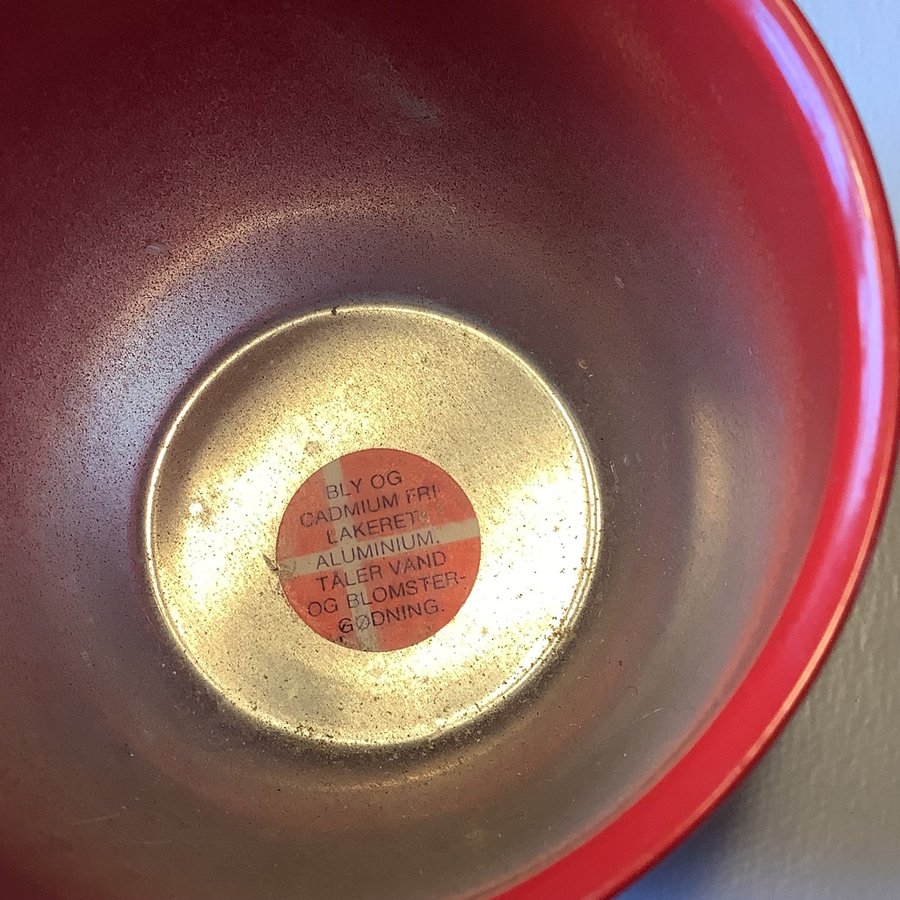 BLY OG
CADMIUM FRI
LAKERET
ALUMINIUM.
TÅLER VAND
OG BLOMSTER-
GØDNING.